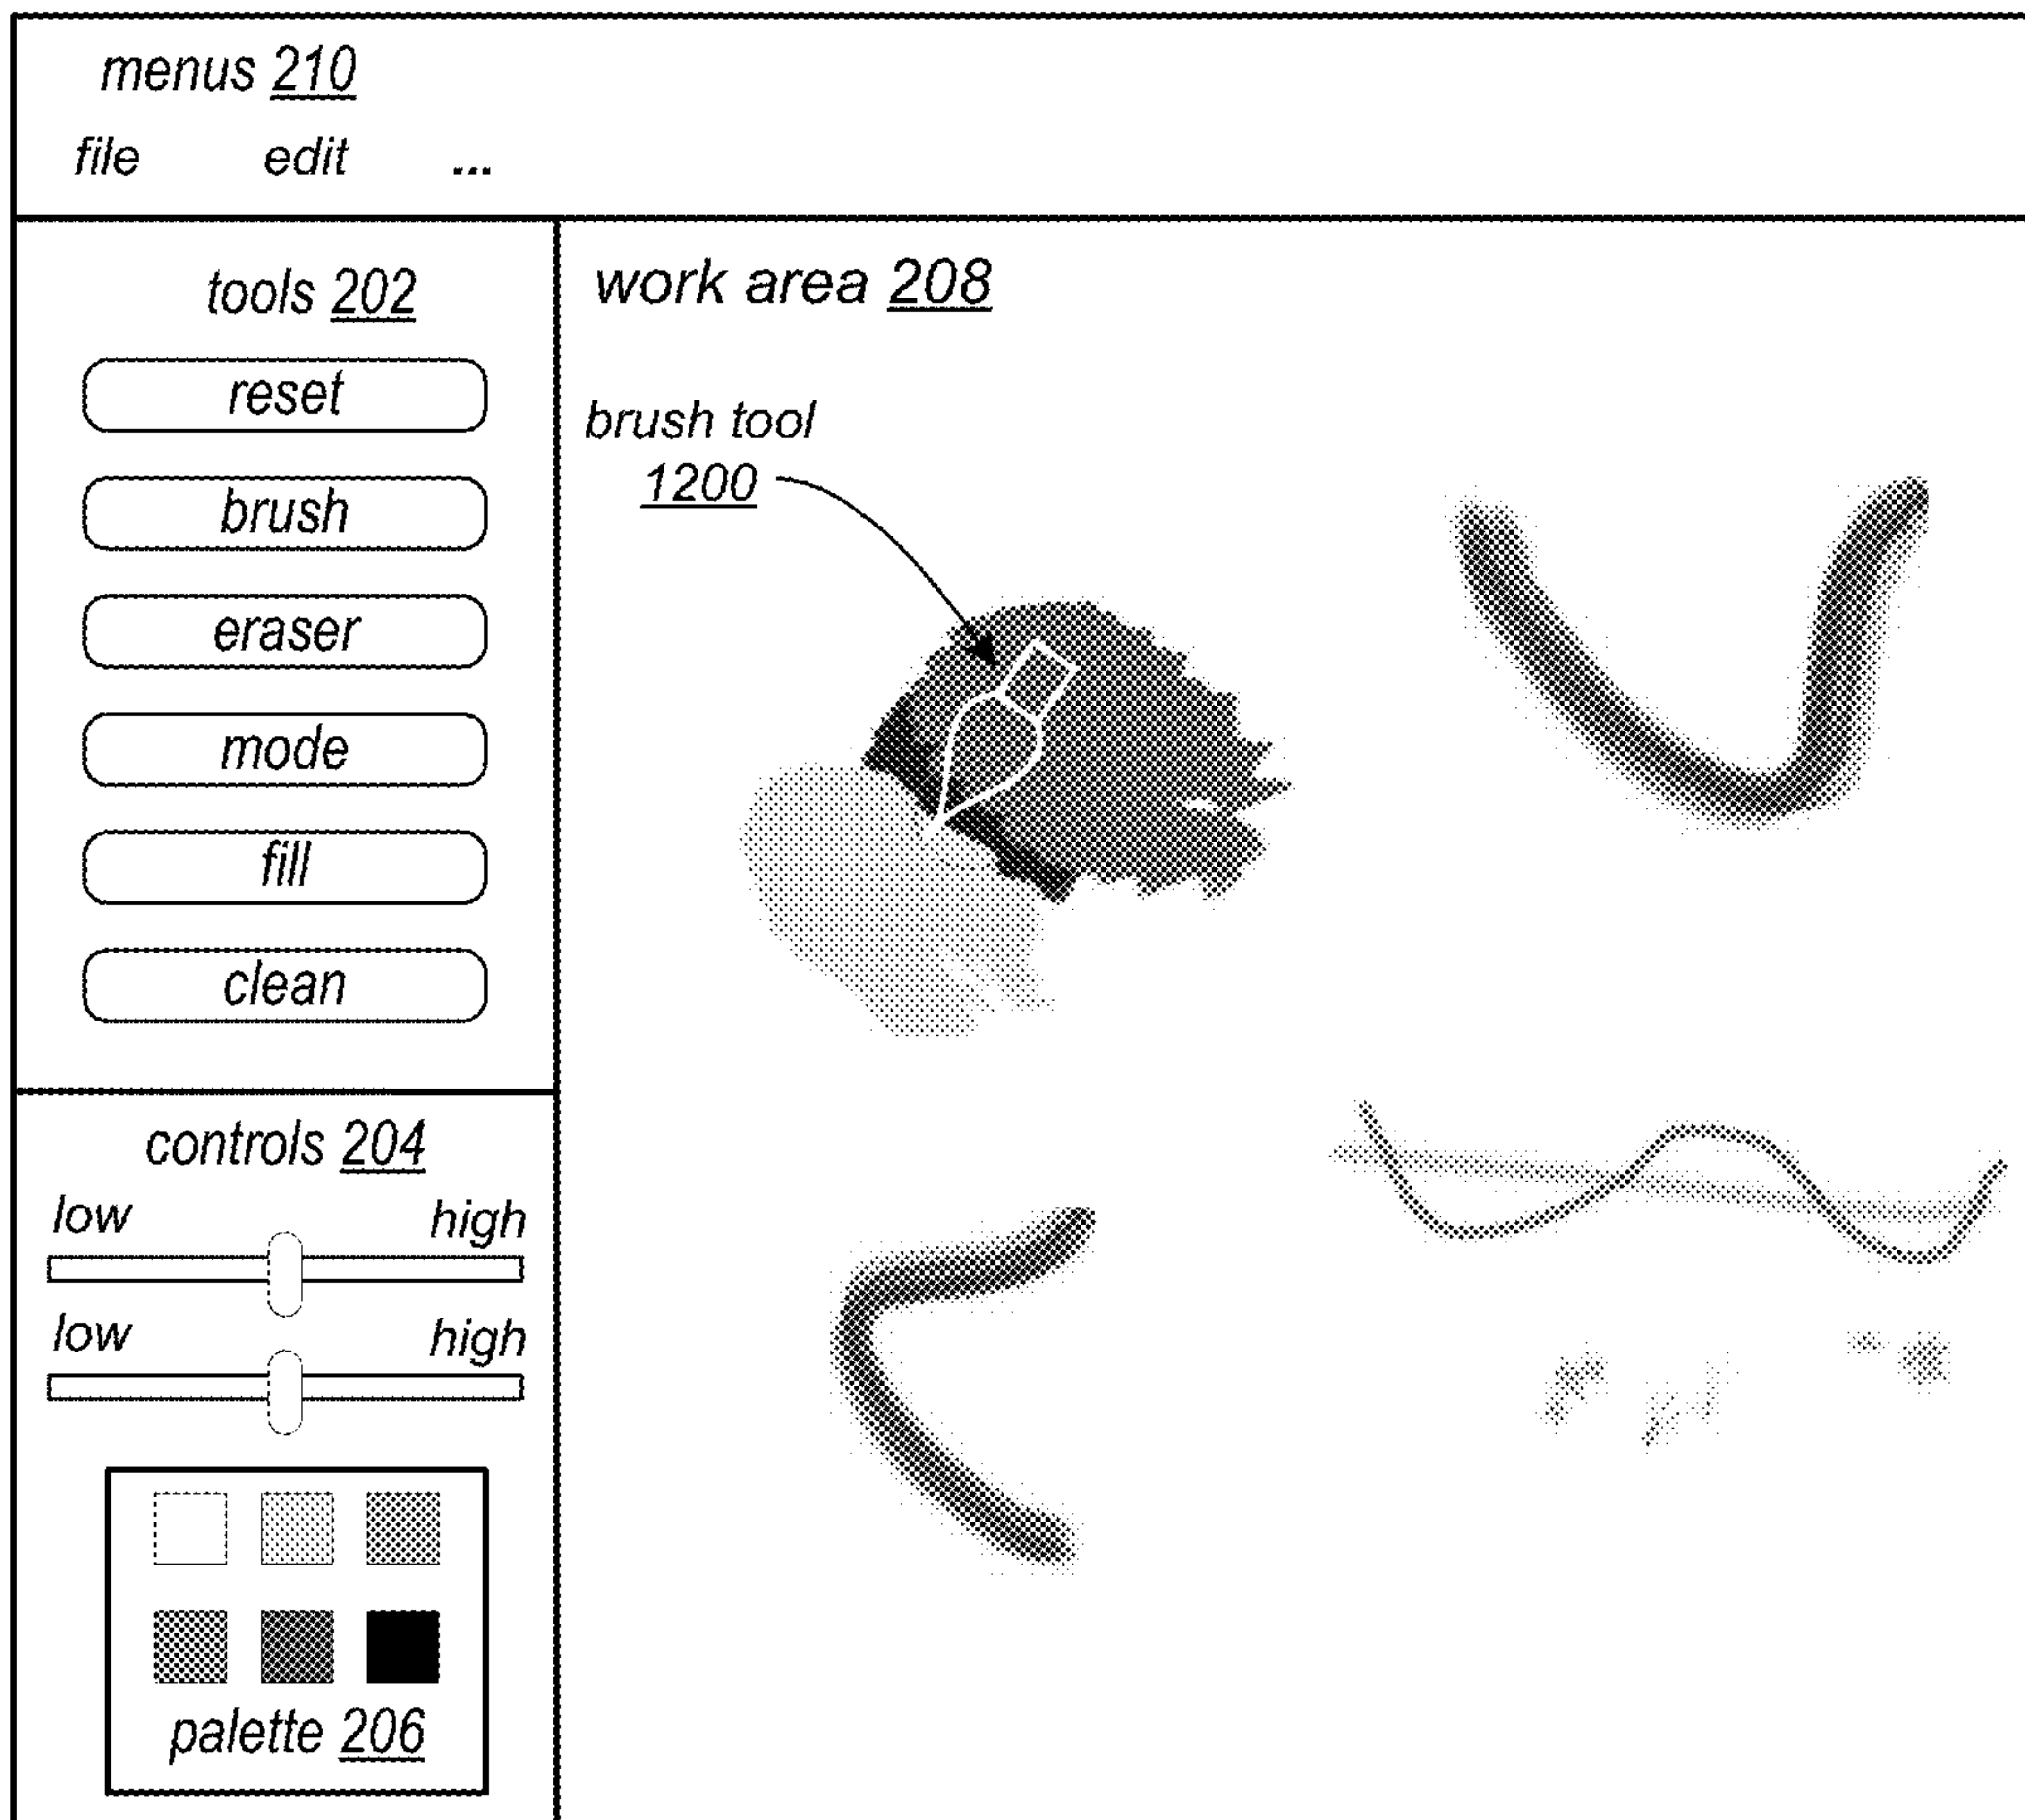 menus 210
file edit ...
tools 202
reset
brush
eraser
mode
fill
clean
controls 204
low high
low high
palette 206
work area 208
brush tool
1200